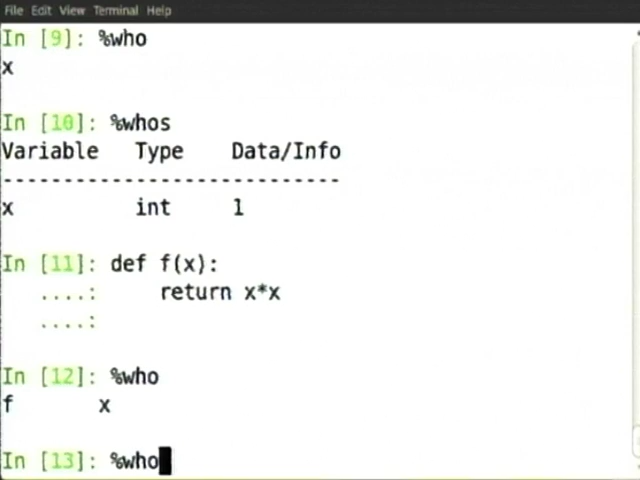 File Edit View Terminal Help
In [9]: %who
x
In [10]: %whos
Variable Type Data/Info
----------------------------
x int 1
In [11]: def f(x):
....: return x*x
....:
In [12]: %who
f x
In [13]: %who